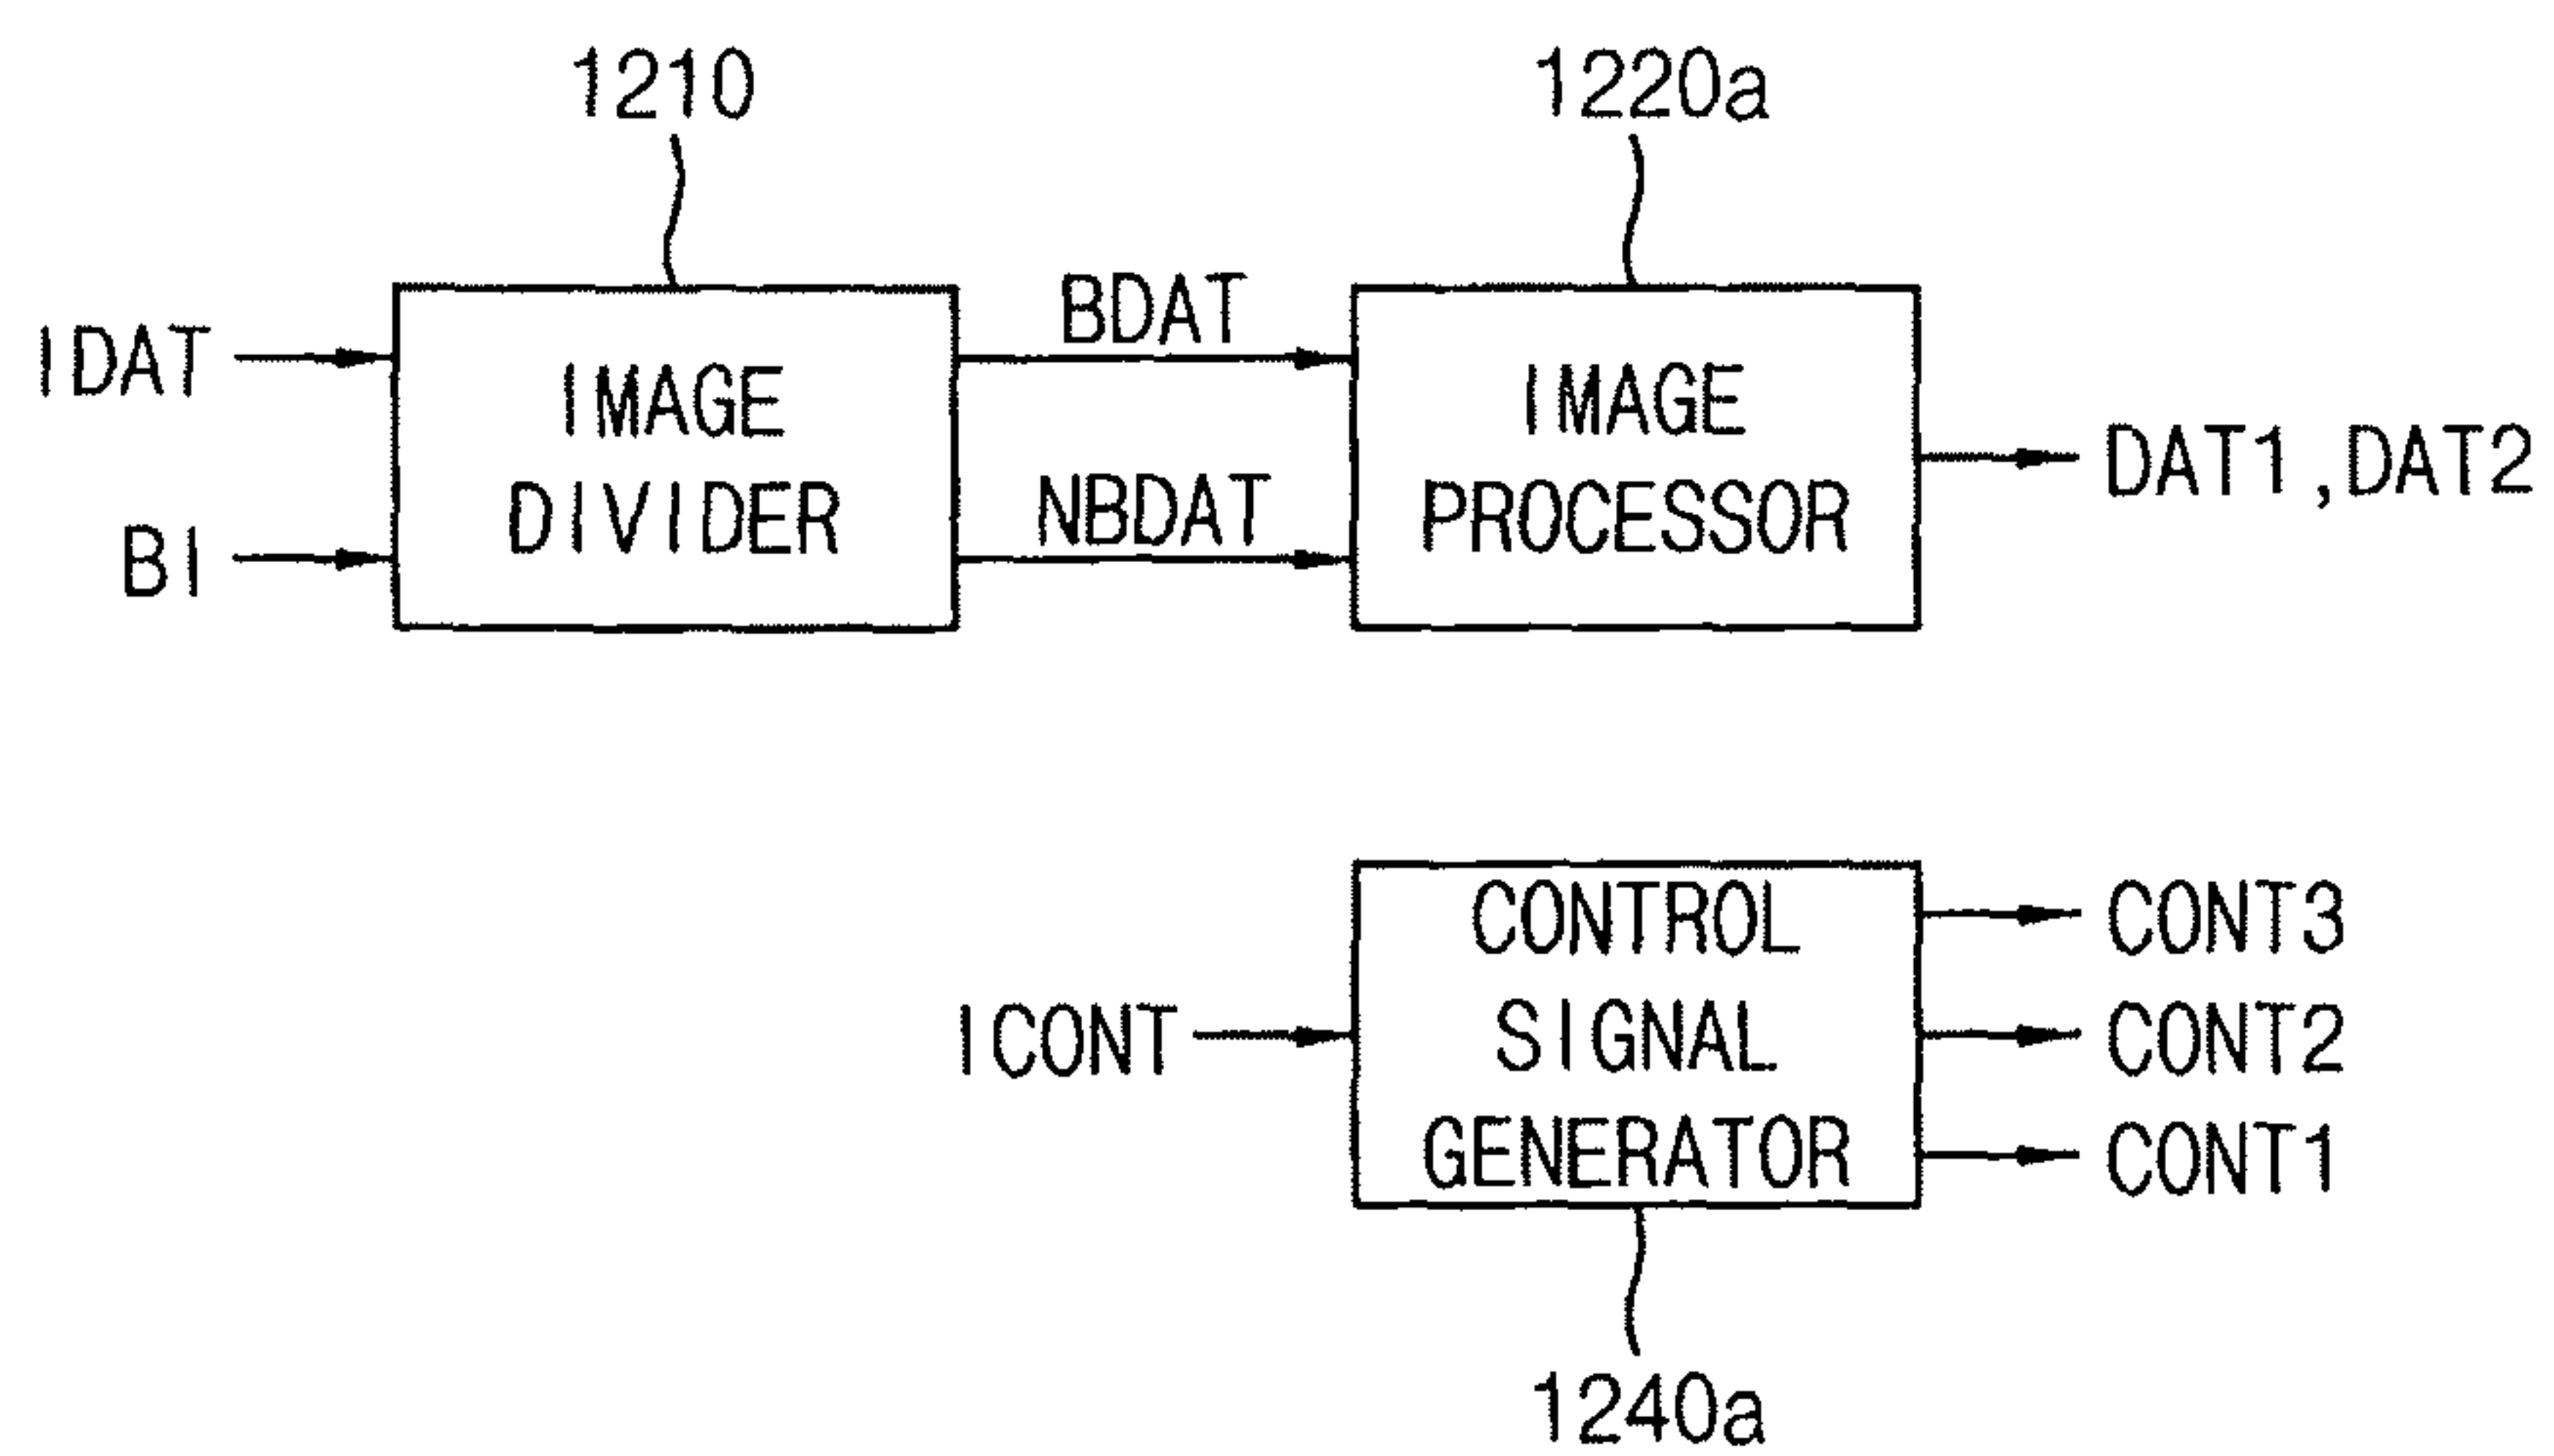 1210
1220a
IDAT
BI
IMAGE
DIVIDER
BDAT
NBDAT
IMAGE
PROCESSOR
DAT1,DAT2
ICONT
CONTROL
SIGNAL
GENERATOR
CONT3
CONT2
CONT1
1240a